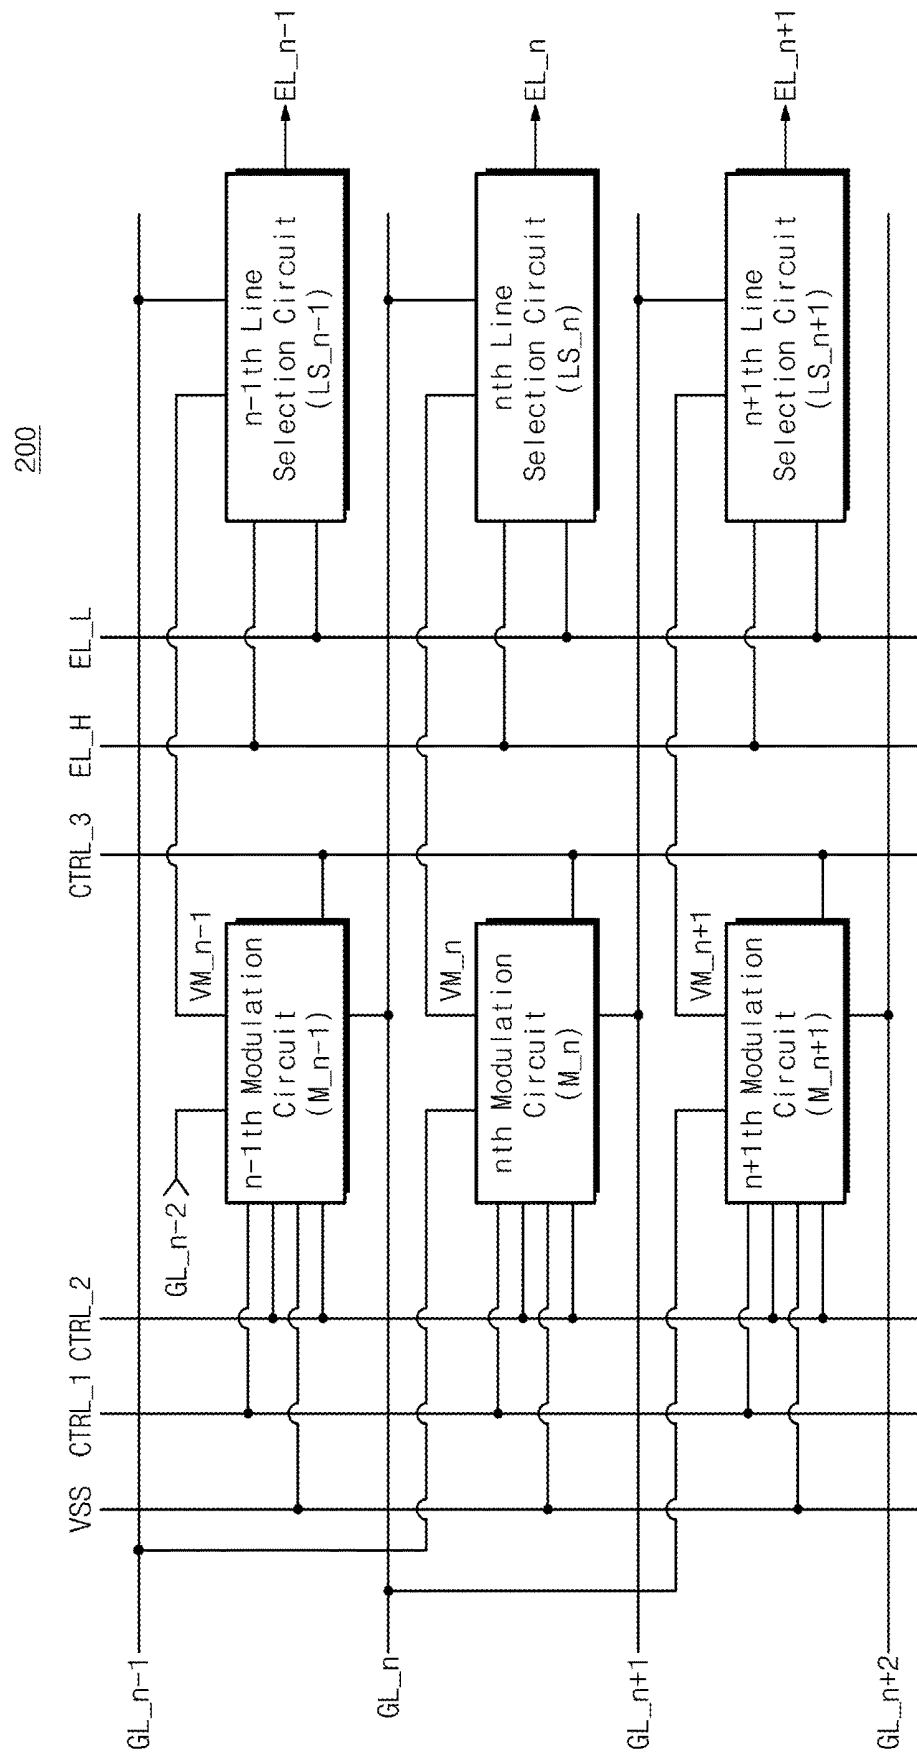 200
VSS
CTRL_1
CTRL_2
CTRL_3
EL_H
EL_L
GL_n-1
GL_n-2
n-1th Modulation
Circuit
(M_n-1)
VM_n-1
n-1th Line
Selection Circuit
(LS_n-1)
EL_n-1
GL_n
nth Modulation
Circuit
(M_n)
VM_n
nth Line
Selection Circuit
(LS_n)
EL_n
GL_n+1
n+1th Modulation
Circuit
(M_n+1)
VM_n+1
n+1th Line
Selection Circuit
(LS_n+1)
EL_n+1
GL_n+2